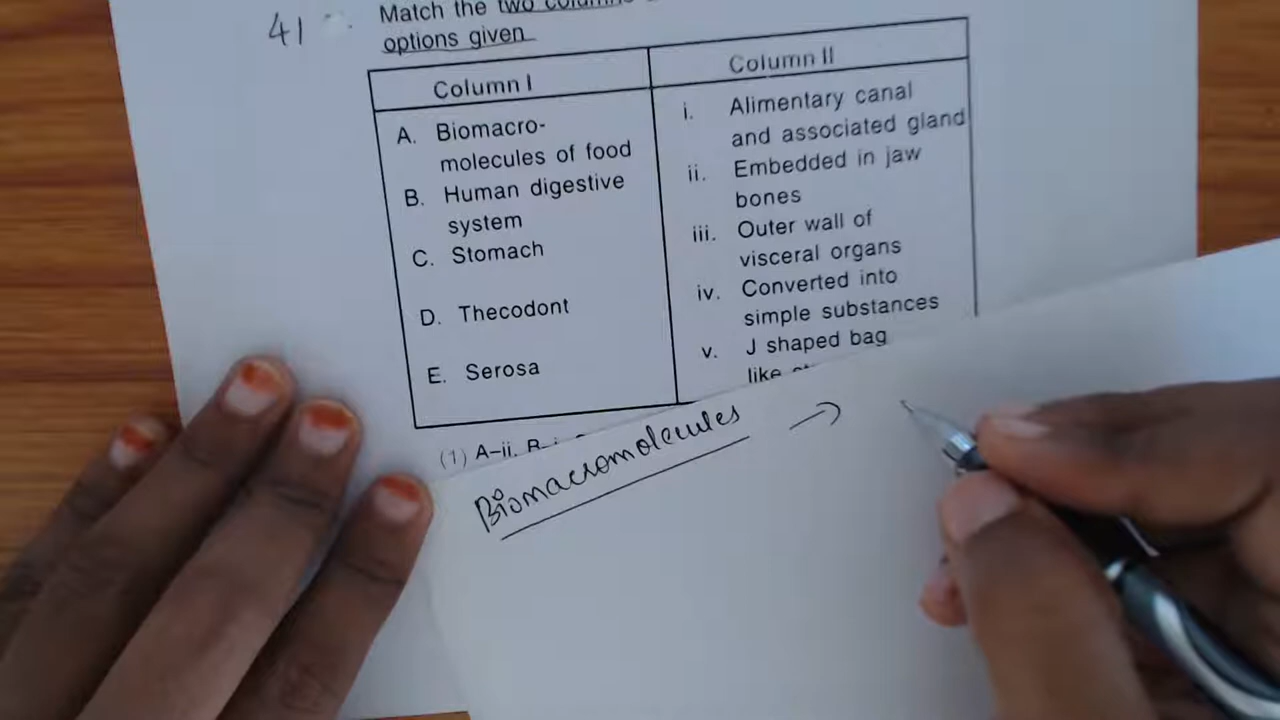 41
Match the two columns
options given
Column I
Column II
A. Biomacro-
molecules of food
B. Human digestive
system
C. Stomach
D. Thecodont
E. Serosa
i. Alimentary canal
and associated gland
ii. Embedded in jaw
bones
iii. Outer wall of
visceral organs
iv. Converted into
simple substances
v. J shaped bag
like
(1) A–ii, B–i,
Biomacromolecules →